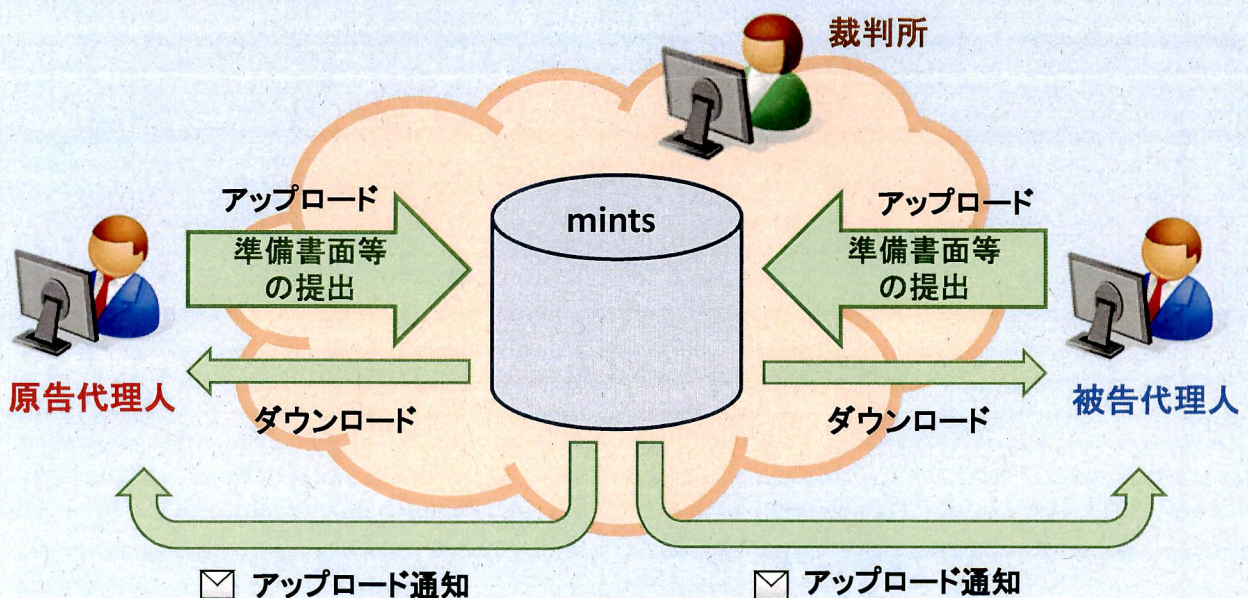 裁判所
アップロード
アップロード
mints
準備書面等
の提出
準備書面等
の提出
原告代理人
被告代理人
ダウンロード
ダウンロード
アップロード通知
アップロード通知